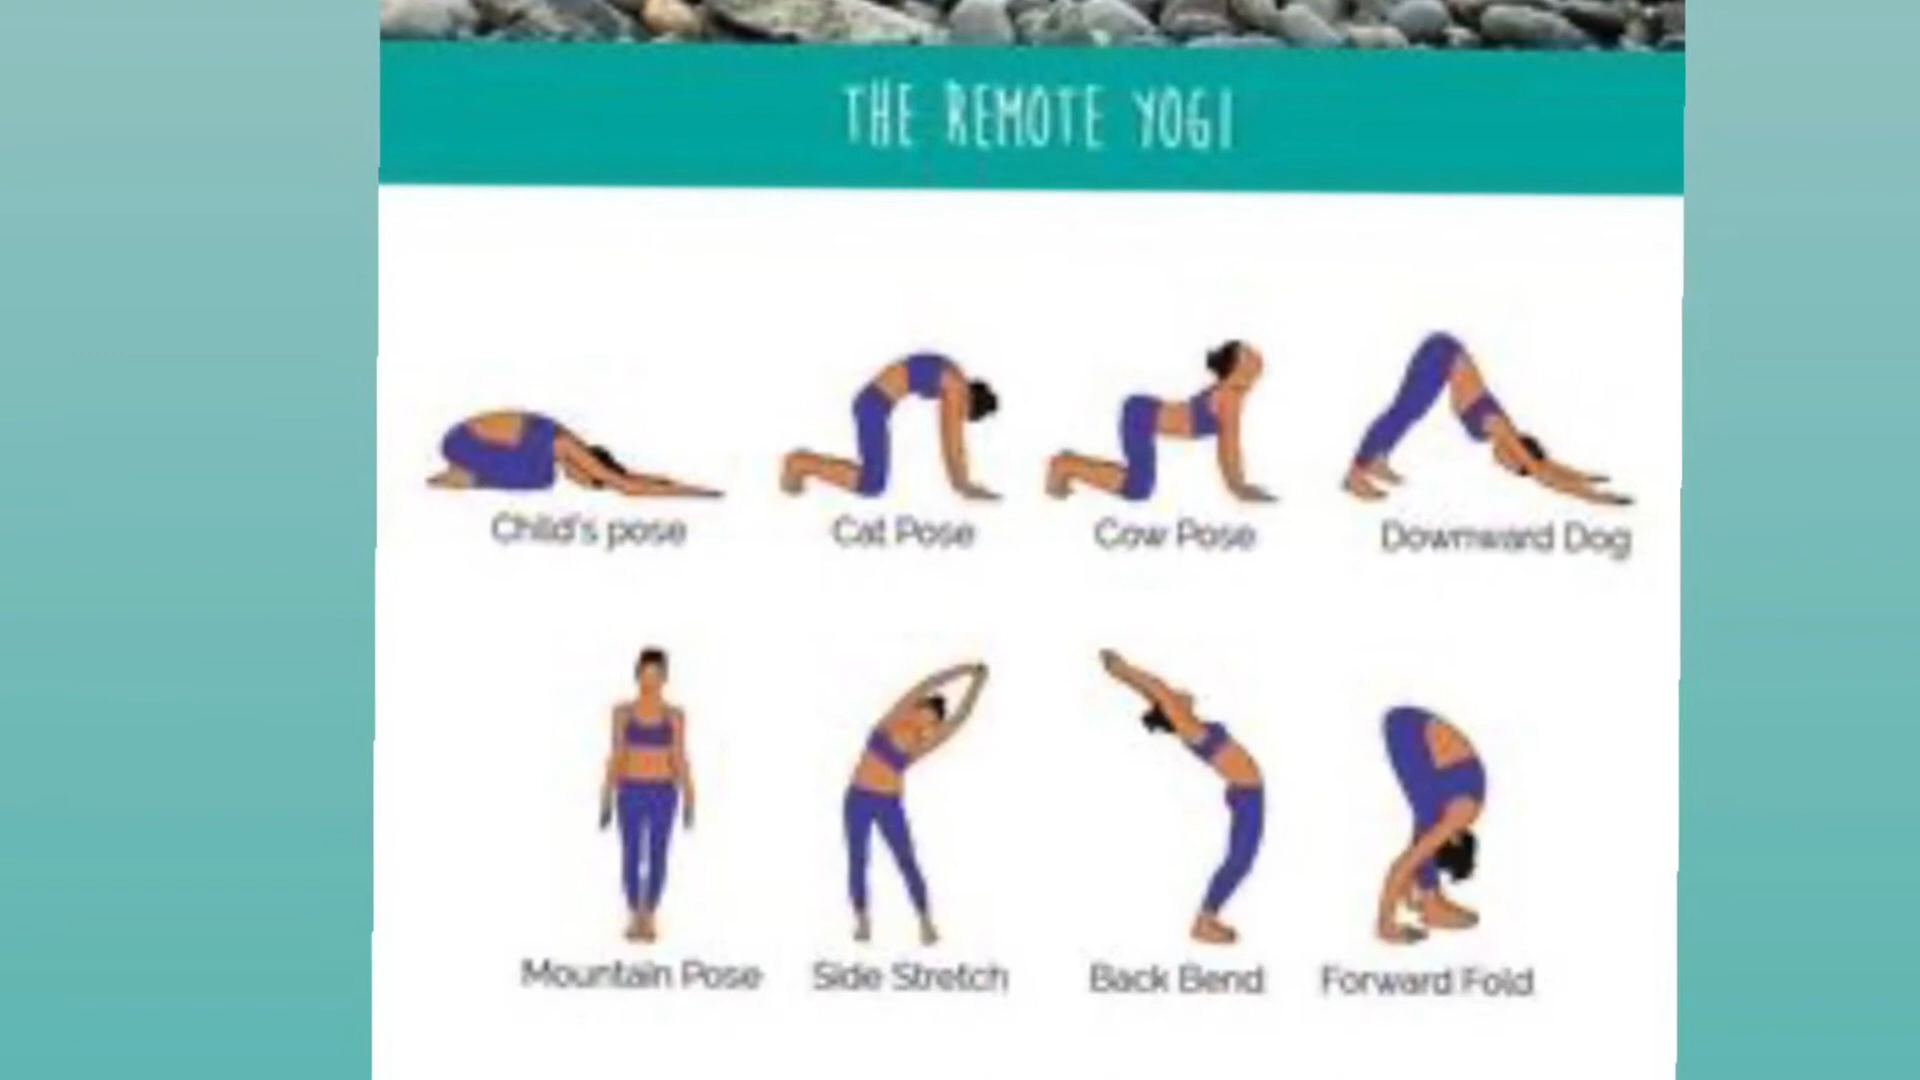 THE REMOTE YOGI
Child's pose
Cat Pose
Cow Pose
Downward Dog
Mountain Pose
Side Stretch
Back Bend
Forward Fold